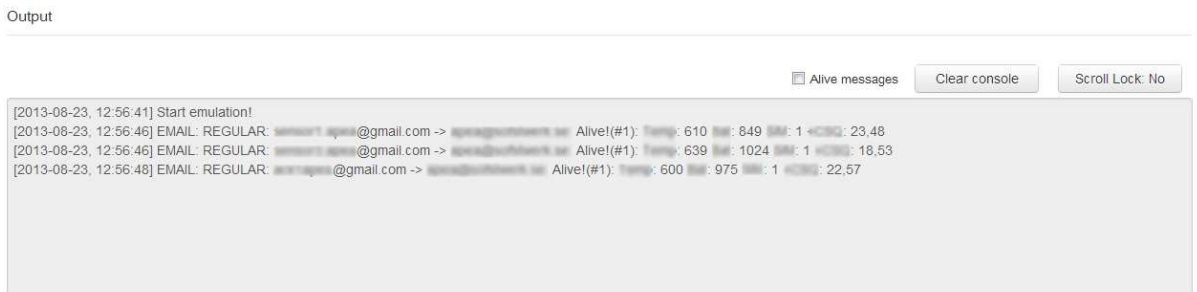 Output
Alive messages Clear console Scroll Lock: No
[2013-08-23, 12:56:41] Start emulation!
[2013-08-23, 12:56:46] EMAIL: REGULAR: @gmail.com -> Alive!(#1): : 610 : 849 : 1 : 23,48
[2013-08-23, 12:56:46] EMAIL: REGULAR: @gmail.com -> Alive!(#1): : 639 : 1024 : 1 : 18,53
[2013-08-23, 12:56:48] EMAIL: REGULAR: @gmail.com -> Alive!(#1): : 600 : 975 : 1 : 22,57